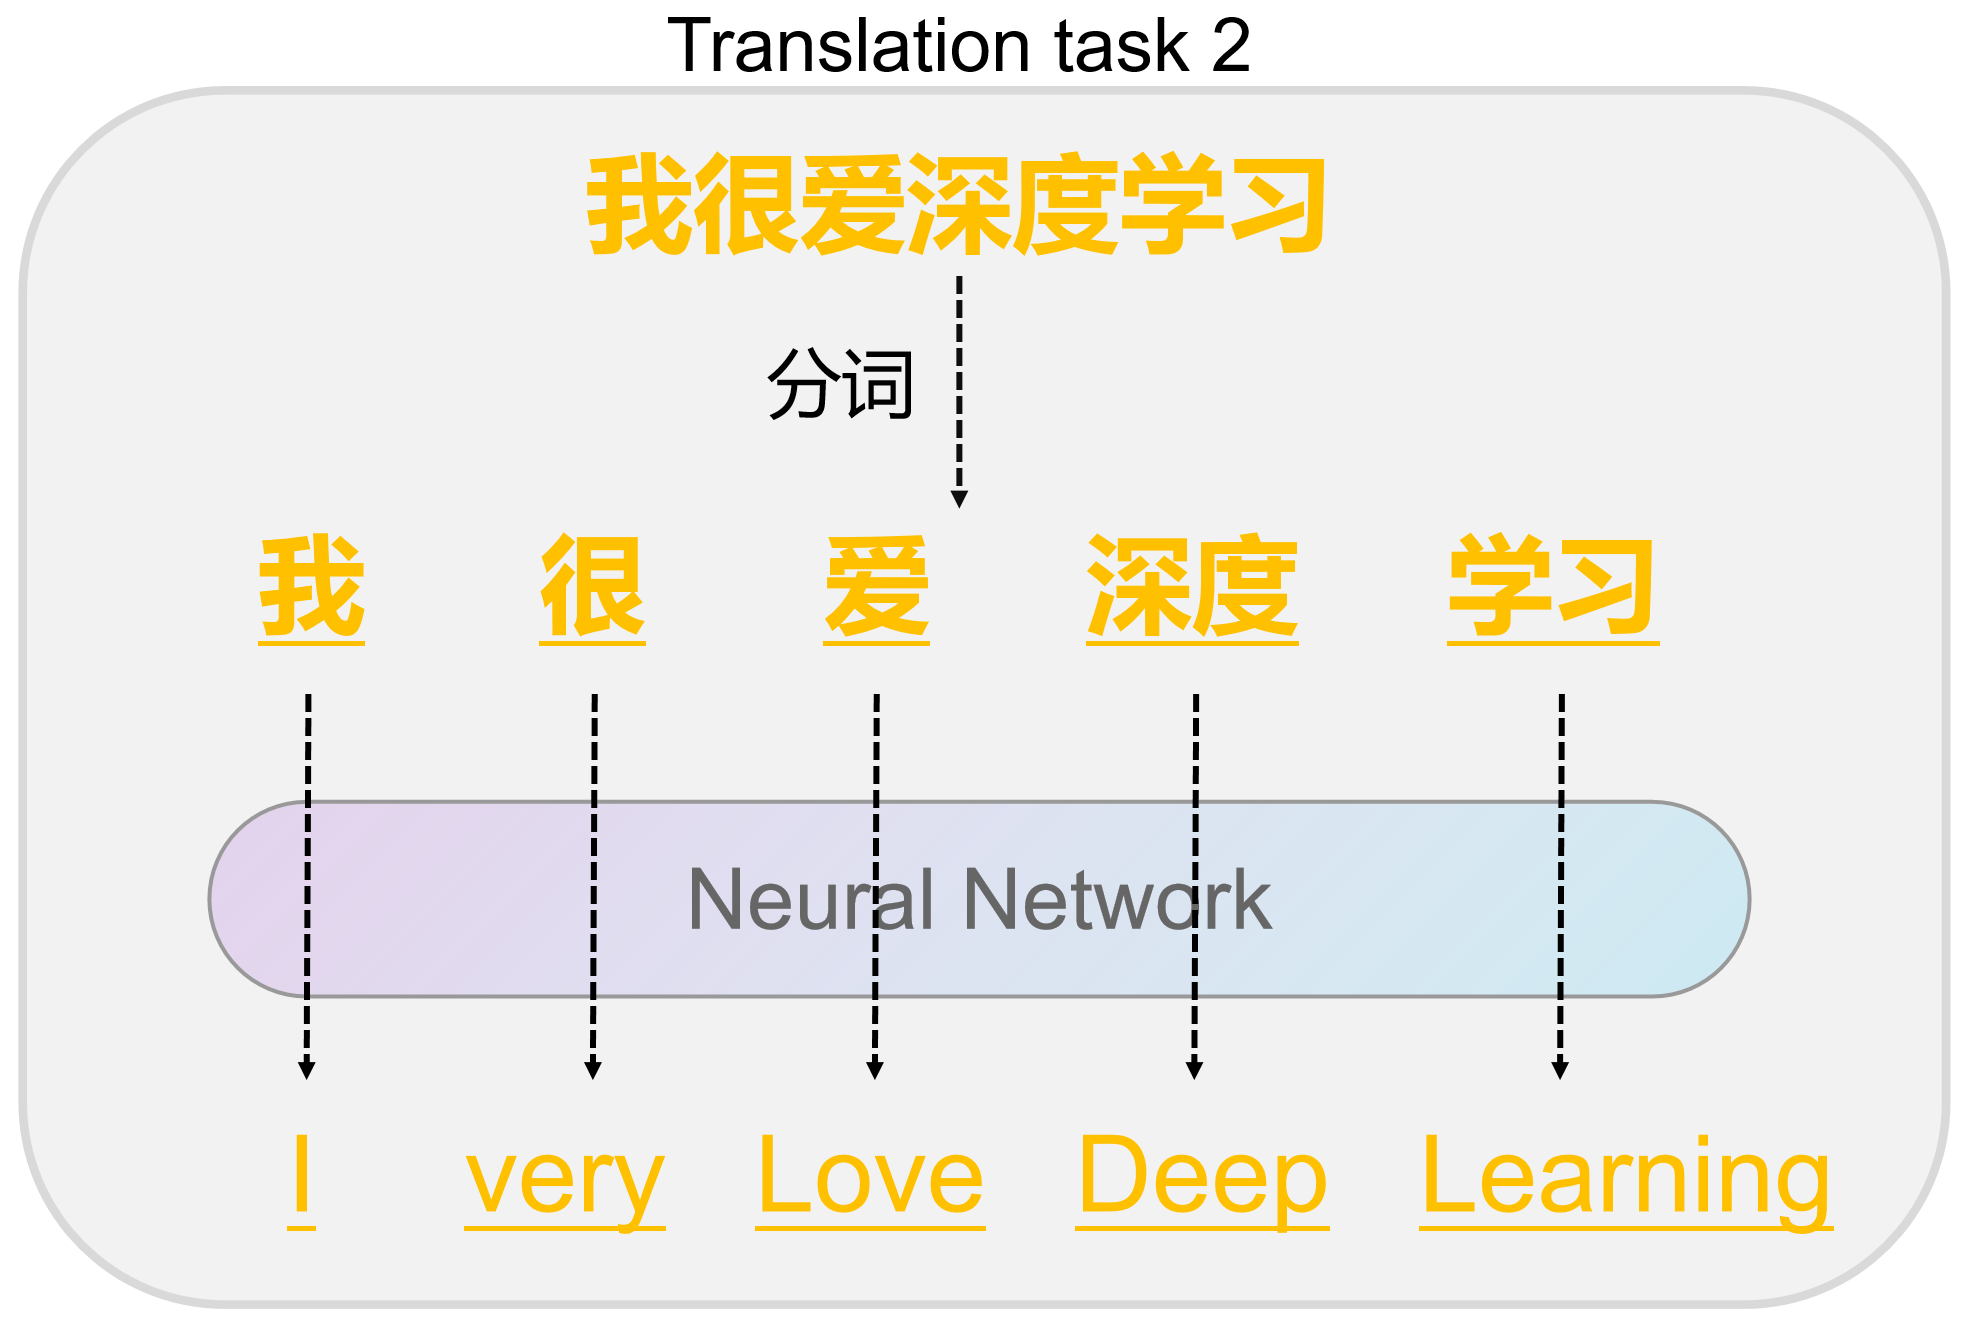 Translation task 2
我很爱深度学习
分词
我 很 爱 深度 学习
Neural Network
I very Love Deep Learning